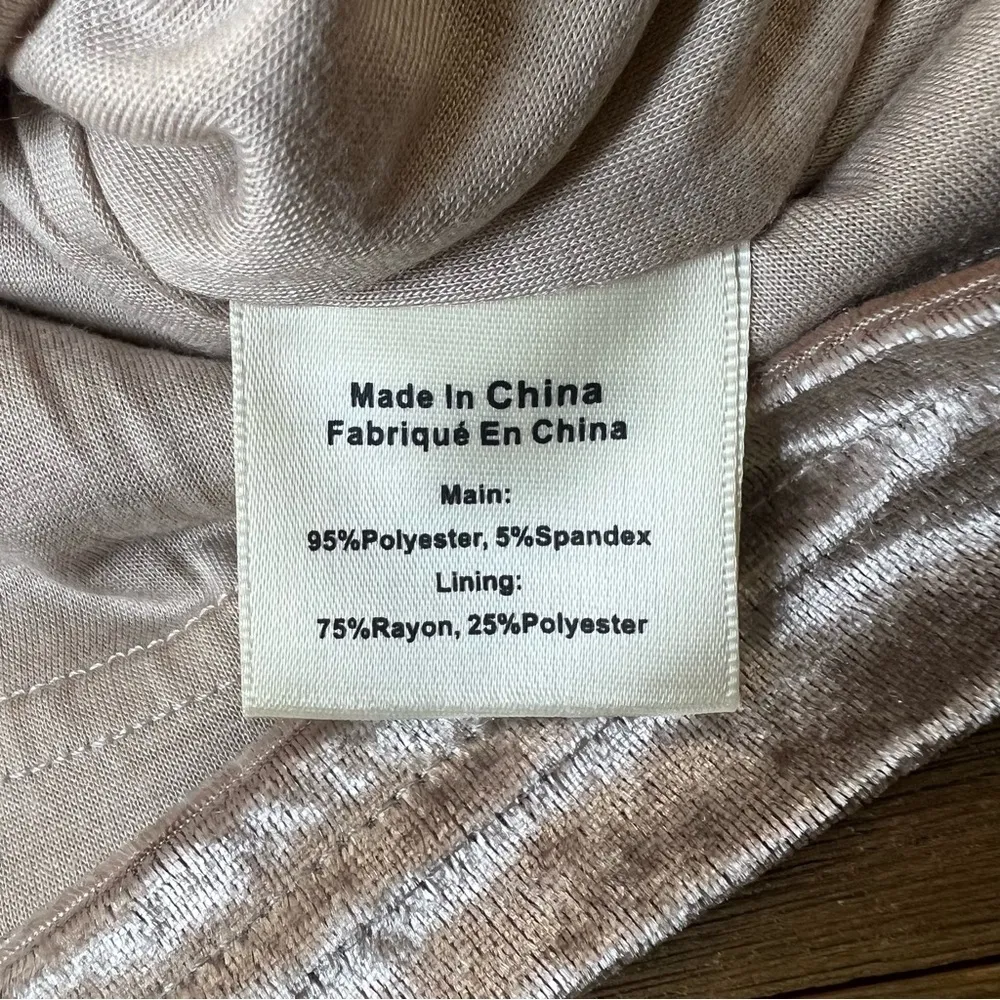 Made In China
Fabriqué En China
Main:
95%Polyester, 5%Spandex
Lining:
75%Rayon, 25%Polyester